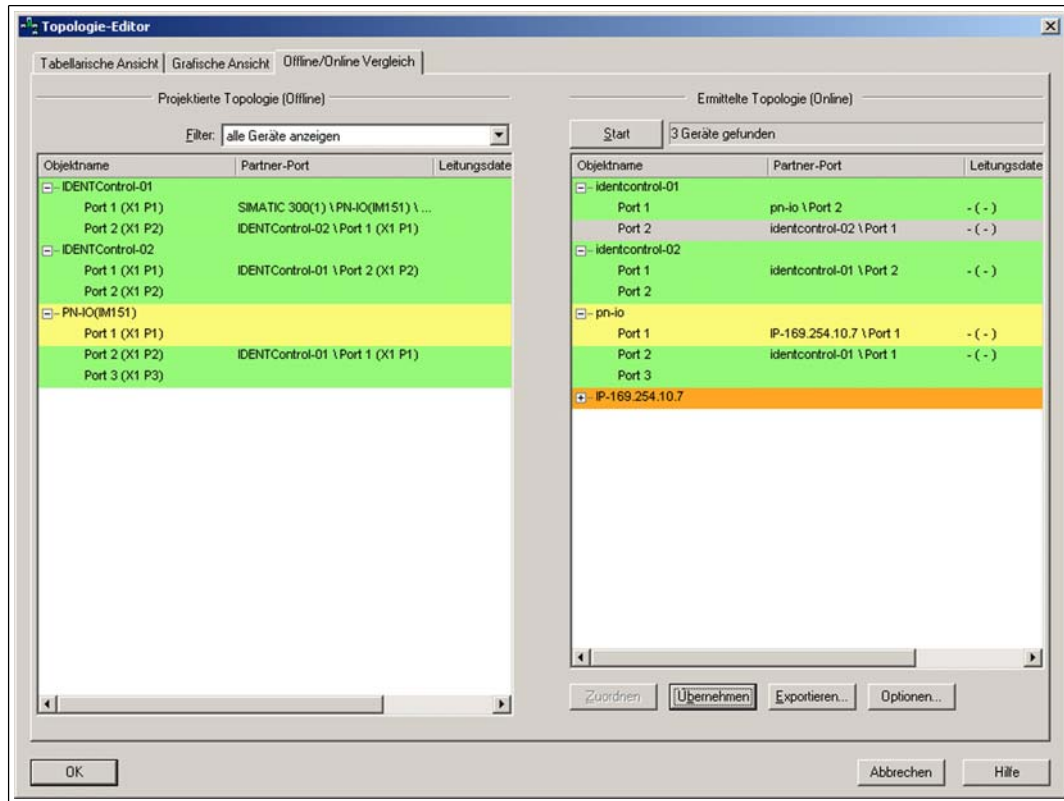 Topologie-Editor
Tabellarische Ansicht Grafische Ansicht Offline/Online Vergleich
Projektierte Topologie (Offline)
Filter: alle Geräte anzeigen
Objektname Partner-Port Leitungsdate
IDENTControl-01
Port 1 (X1 P1) SIMATIC 300(1) \ PN-IO(IM151) \ ...
Port 2 (X1 P2) IDENTControl-02 \ Port 1 (X1 P1)
IDENTControl-02
Port 1 (X1 P1) IDENTControl-01 \ Port 2 (X1 P2)
Port 2 (X1 P2)
PN-IO(IM151)
Port 1 (X1 P1)
Port 2 (X1 P2) IDENTControl-01 \ Port 1 (X1 P1)
Port 3 (X1 P3)
Ermittelte Topologie (Online)
Start 3 Geräte gefunden
Objektname Partner-Port Leitungsdate
identcontrol-01
Port 1 pn-io \ Port 2 - ( - )
Port 2 identcontrol-02 \ Port 1 - ( - )
identcontrol-02
Port 1 identcontrol-01 \ Port 2 - ( - )
Port 2
pn-io
Port 1 IP-169.254.10.7 \ Port 1 - ( - )
Port 2 identcontrol-01 \ Port 1 - ( - )
Port 3
IP-169.254.10.7
Zuordnen Übernehmen Exportieren... Optionen...
OK Abbrechen Hilfe